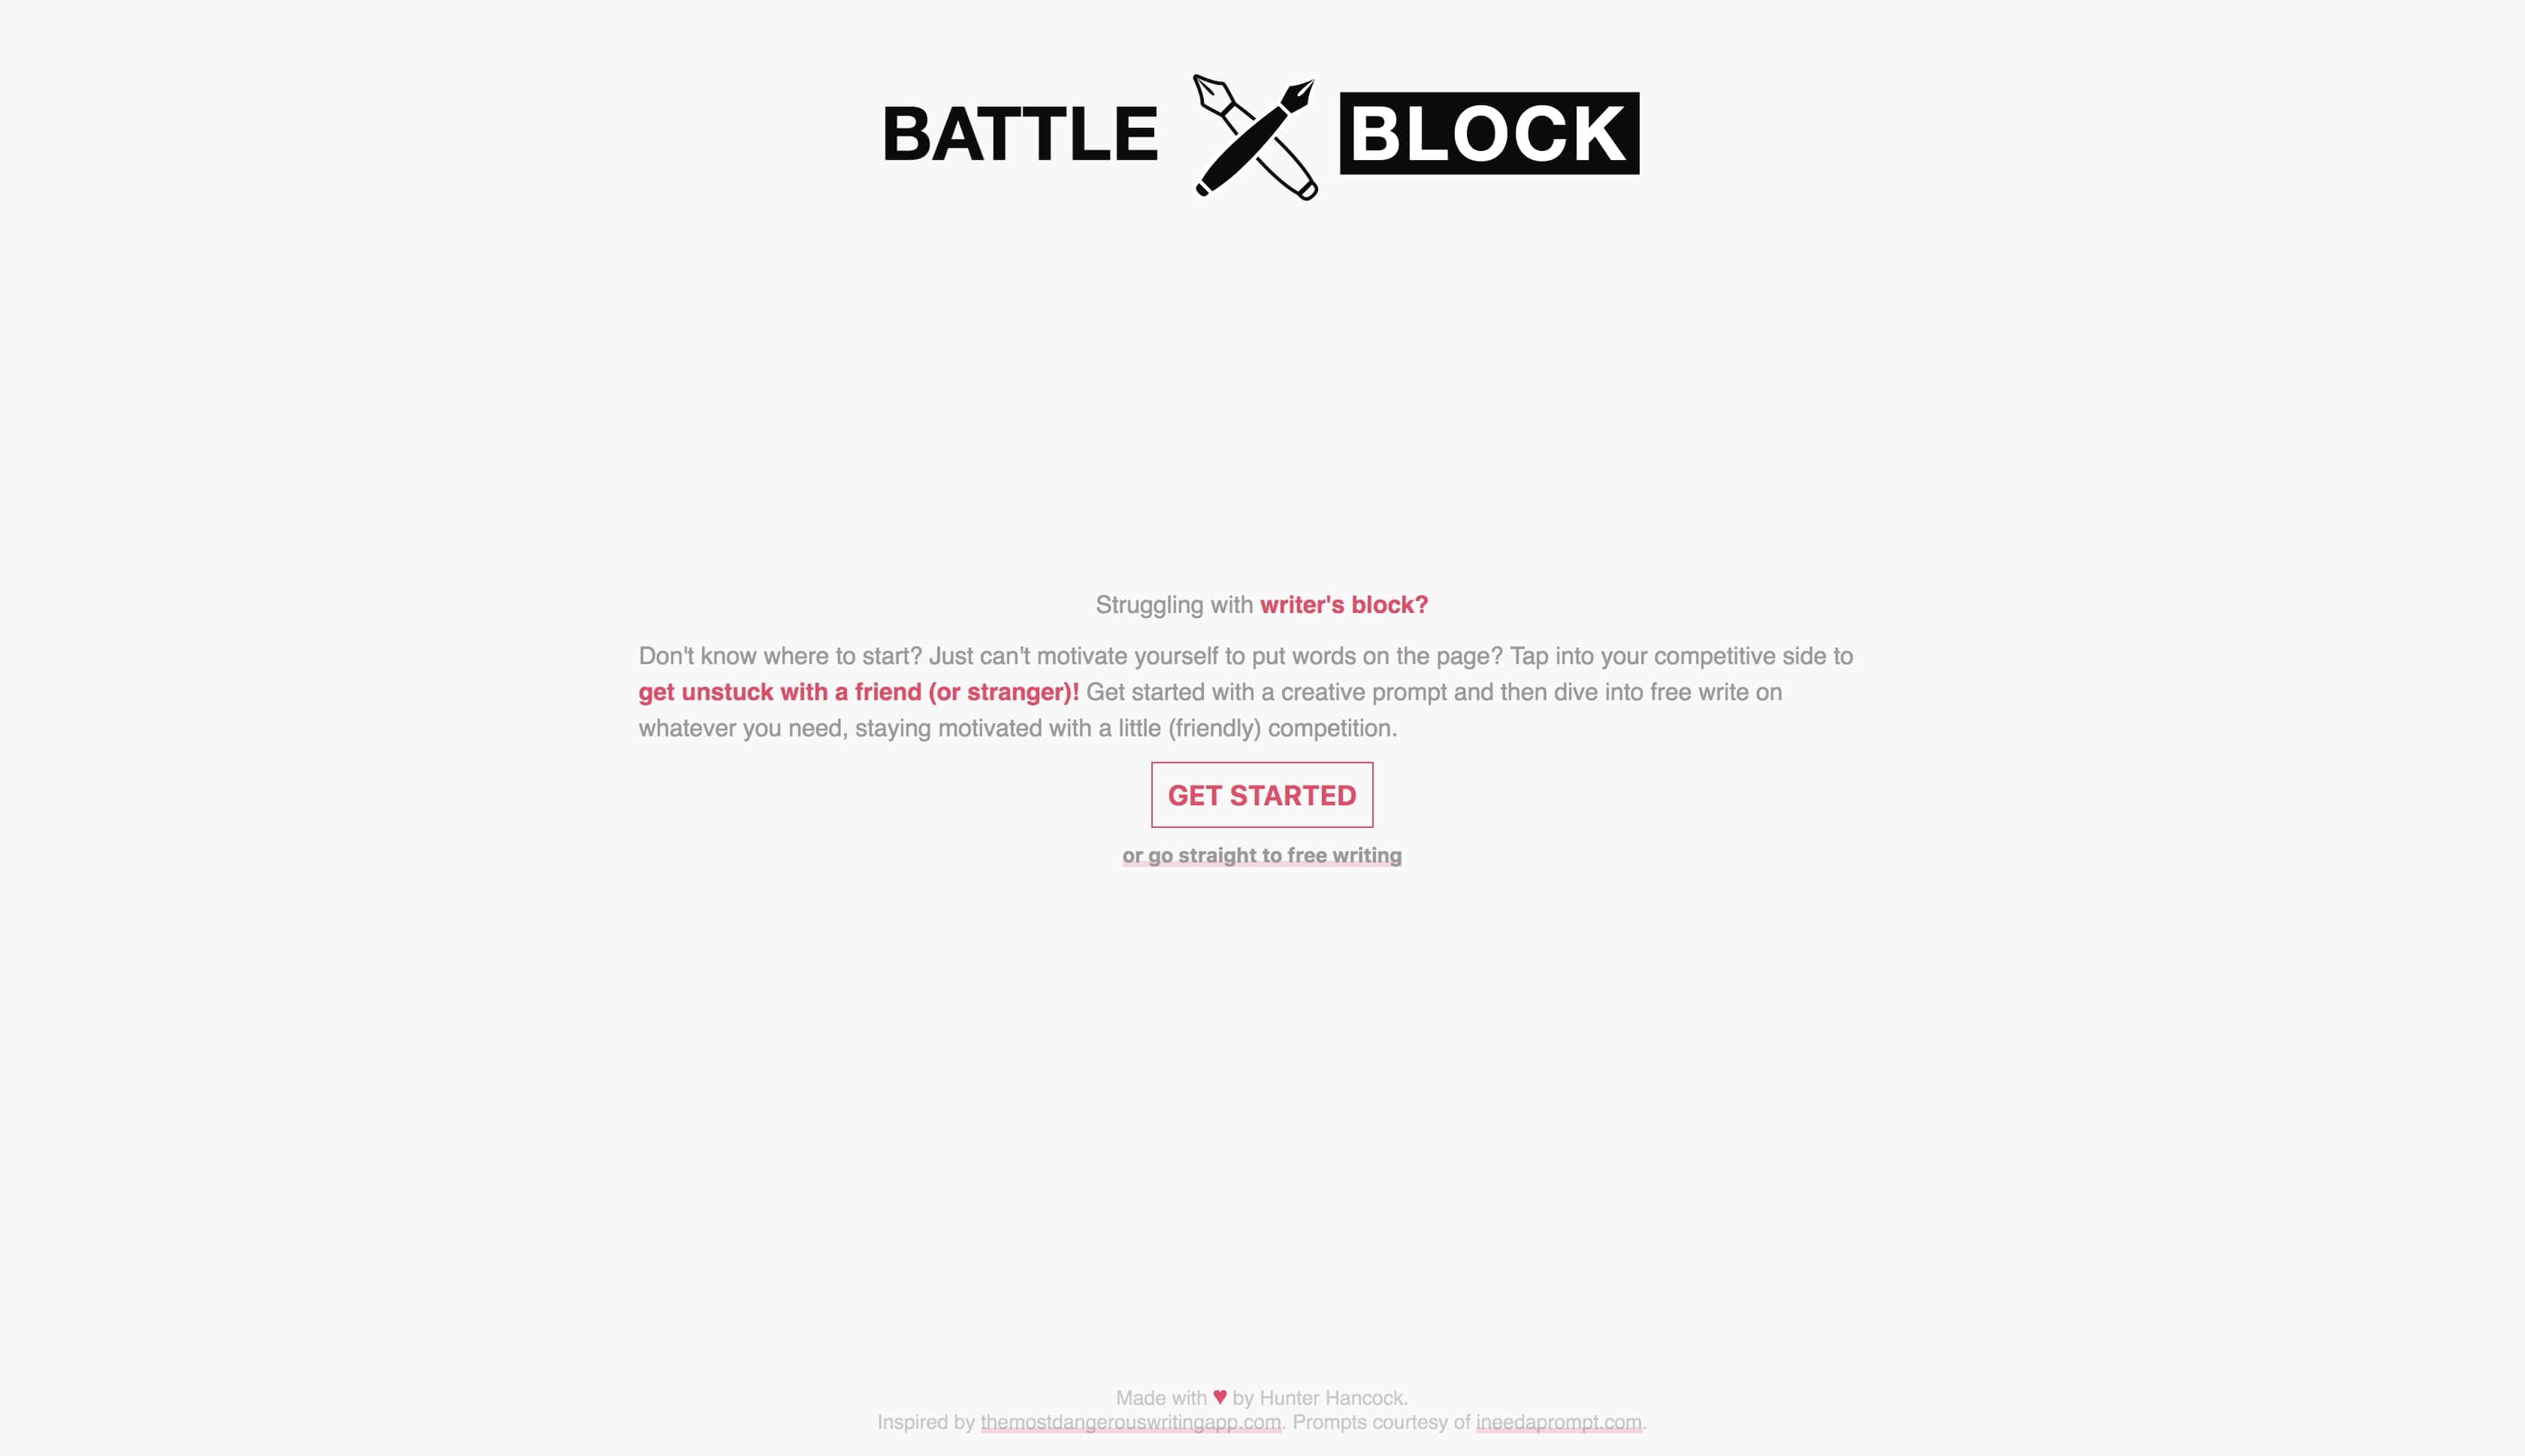 BATTLE BLOCK
Struggling with writer's block?
Don't know where to start? Just can't motivate yourself to put words on the page? Tap into your competitive side to
get unstuck with a friend (or stranger)! Get started with a creative prompt and then dive into free write on
whatever you need, staying motivated with a little (friendly) competition.
GET STARTED
or go straight to free writing
Made with ♥ by Hunter Hancock.
Inspired by themostdangerouswritingapp.com. Prompts courtesy of ineedaprompt.com.